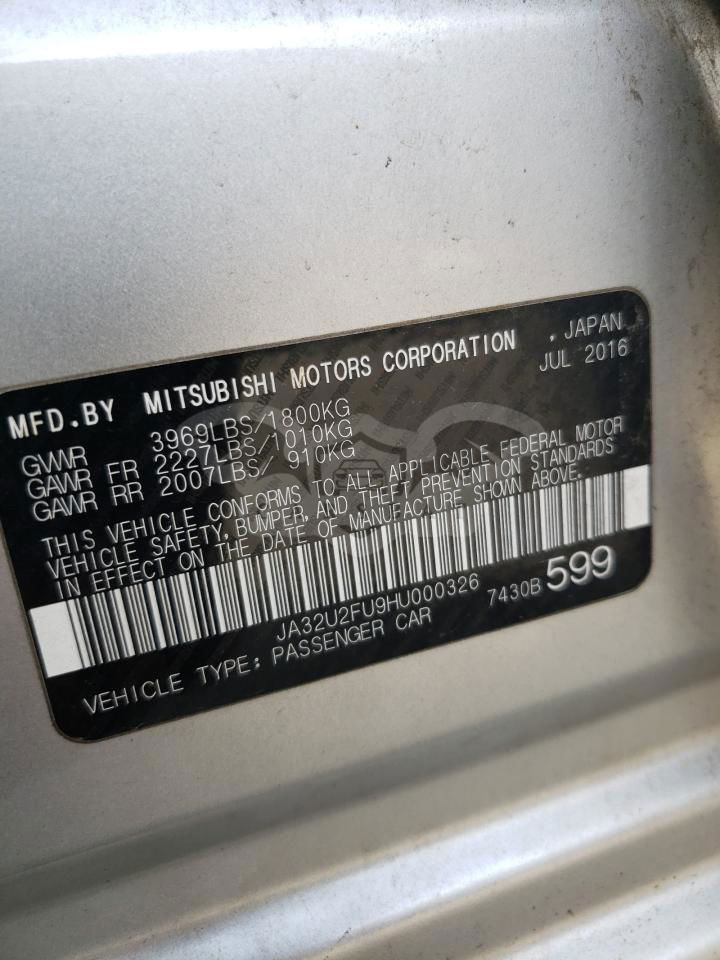 MFD.BY MITSUBISHI MOTORS CORPORATION , JAPAN
JUL 2016
GVWR 3969LBS/1800KG
GAWR FR 2227LBS/1010KG
GAWR RR 2007LBS/ 910KG
THIS VEHICLE CONFORMS TO ALL APPLICABLE FEDERAL MOTOR
VEHICLE SAFETY, BUMPER, AND THEFT PREVENTION STANDARDS
IN EFFECT ON THE DATE OF MANUFACTURE SHOWN ABOVE.
JA32U2FU9HU000326
7430B 599
VEHICLE TYPE: PASSENGER CAR